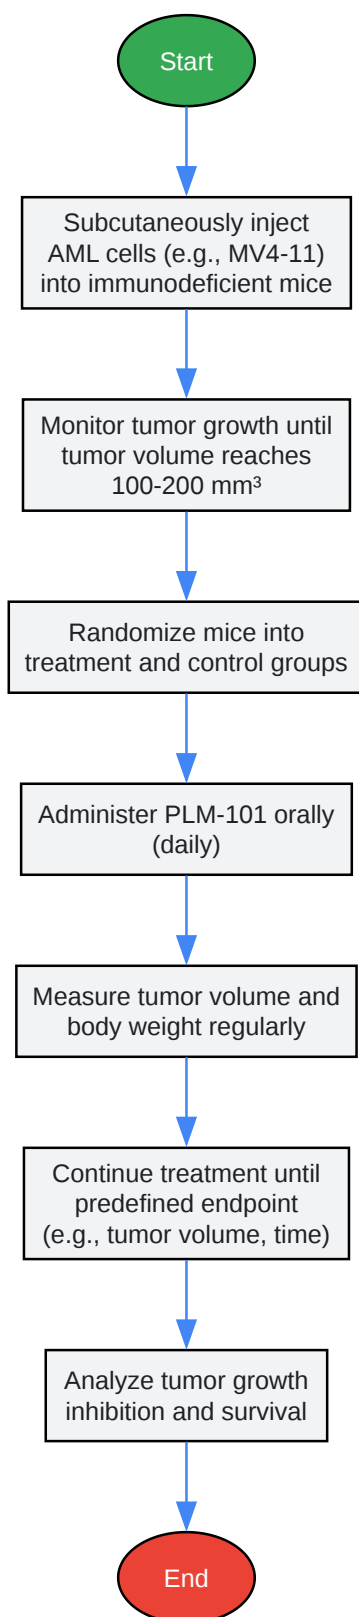 Start
Subcutaneously inject
AML cells (e.g., MV4-11)
into immunodeficient mice
Monitor tumor growth until
tumor volume reaches
100-200 mm³
Randomize mice into
treatment and control groups
Administer PLM-101 orally
(daily)
Measure tumor volume and
body weight regularly
Continue treatment until
predefined endpoint
(e.g., tumor volume, time)
Analyze tumor growth
inhibition and survival
End